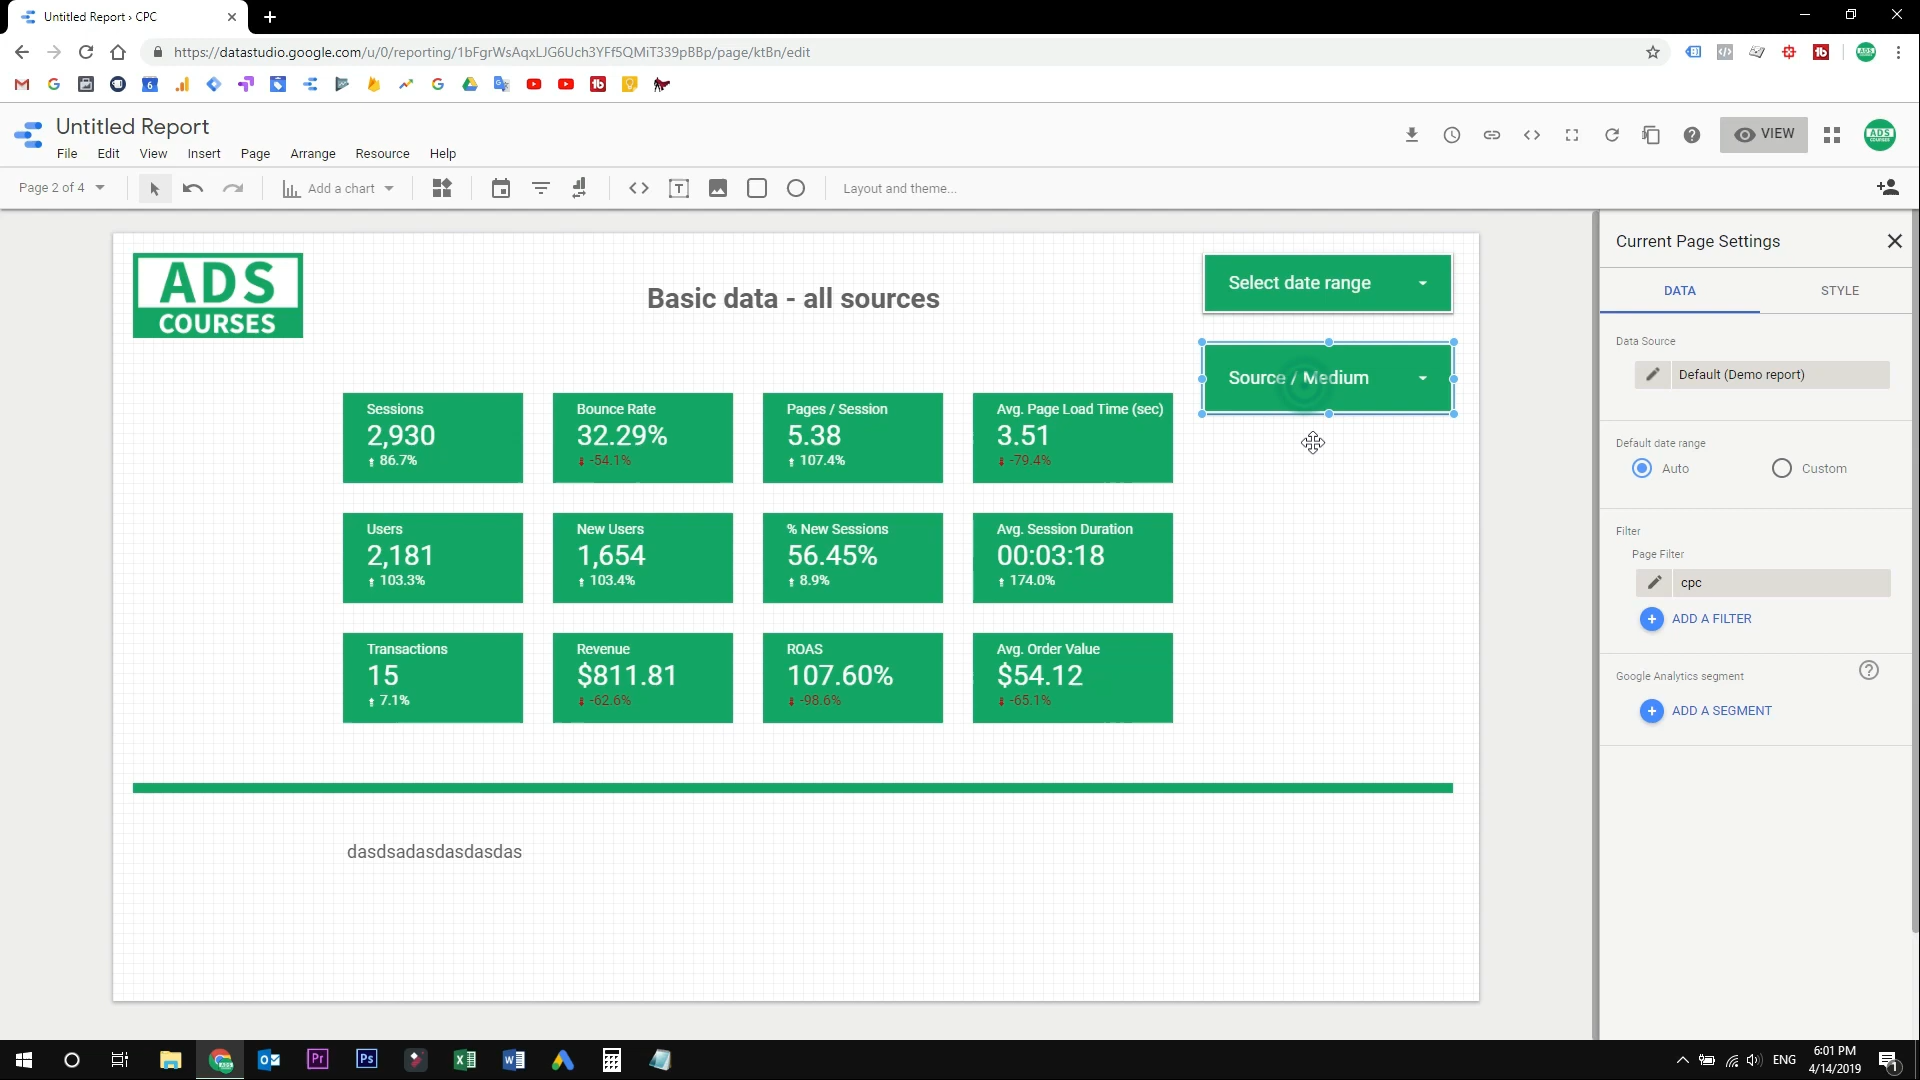 Untitled Report › CPC
https://datastudio.google.com/u/0/reporting/1bFgrWsAqxLJG6Uch3YFf5QMiT339pBBp/page/ktBn/edit
Untitled Report
File Edit View Insert Page Arrange Resource Help
VIEW
ADS
COURSES
Page 2 of 4
Add a chart
Layout and theme...
ADS
COURSES
Basic data - all sources
Select date range
Source / Medium
Sessions
2,930
86.7%
Bounce Rate
32.29%
-54.1%
Pages / Session
5.38
107.4%
Avg. Page Load Time (sec)
3.51
-79.4%
Users
2,181
103.3%
New Users
1,654
103.4%
% New Sessions
56.45%
8.9%
Avg. Session Duration
00:03:18
174.0%
Transactions
15
7.1%
Revenue
$811.81
-62.6%
ROAS
107.60%
-98.6%
Avg. Order Value
$54.12
-65.1%
dasdsadasdasdasdas
Current Page Settings
DATA STYLE
Data Source
Default (Demo report)
Default date range
Auto Custom
Filter
Page Filter
cpc
ADD A FILTER
Google Analytics segment
ADD A SEGMENT
ENG
6:01 PM
4/14/2019
1